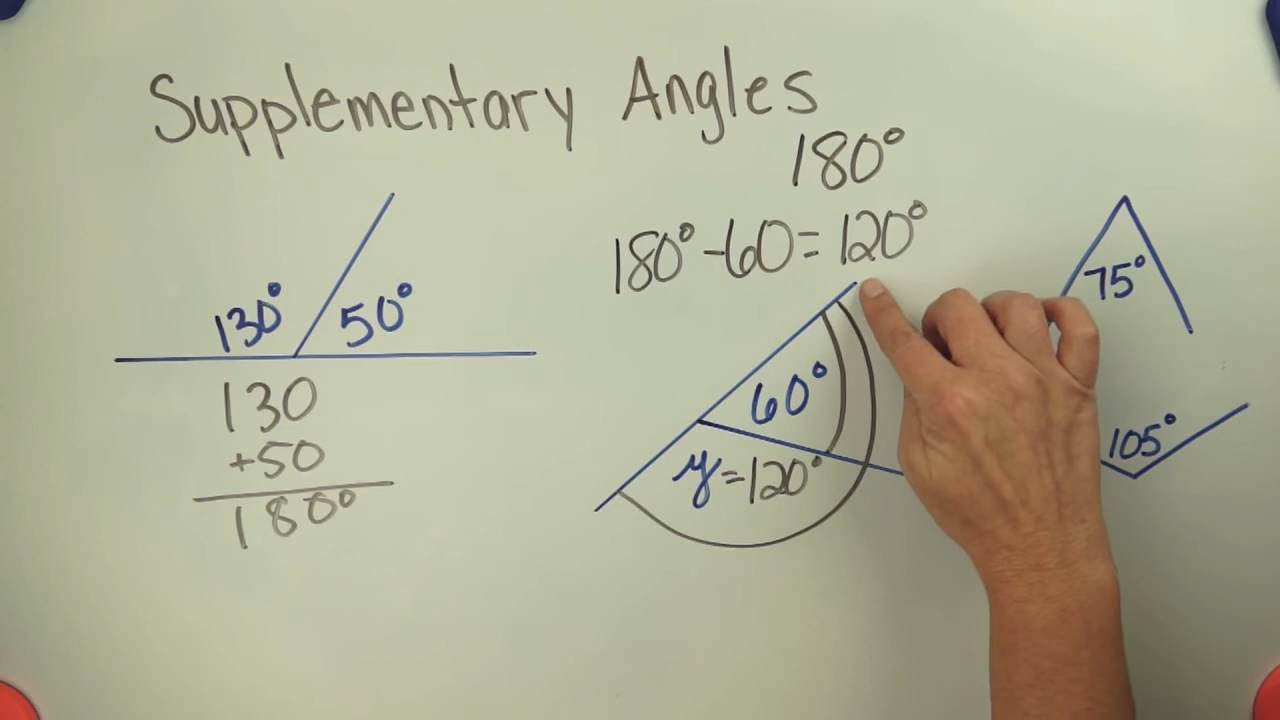 Supplementary Angles
180°
180° - 60 = 120°
130° 50°
130
+50
180°
60°
y = 120°
75°
105°